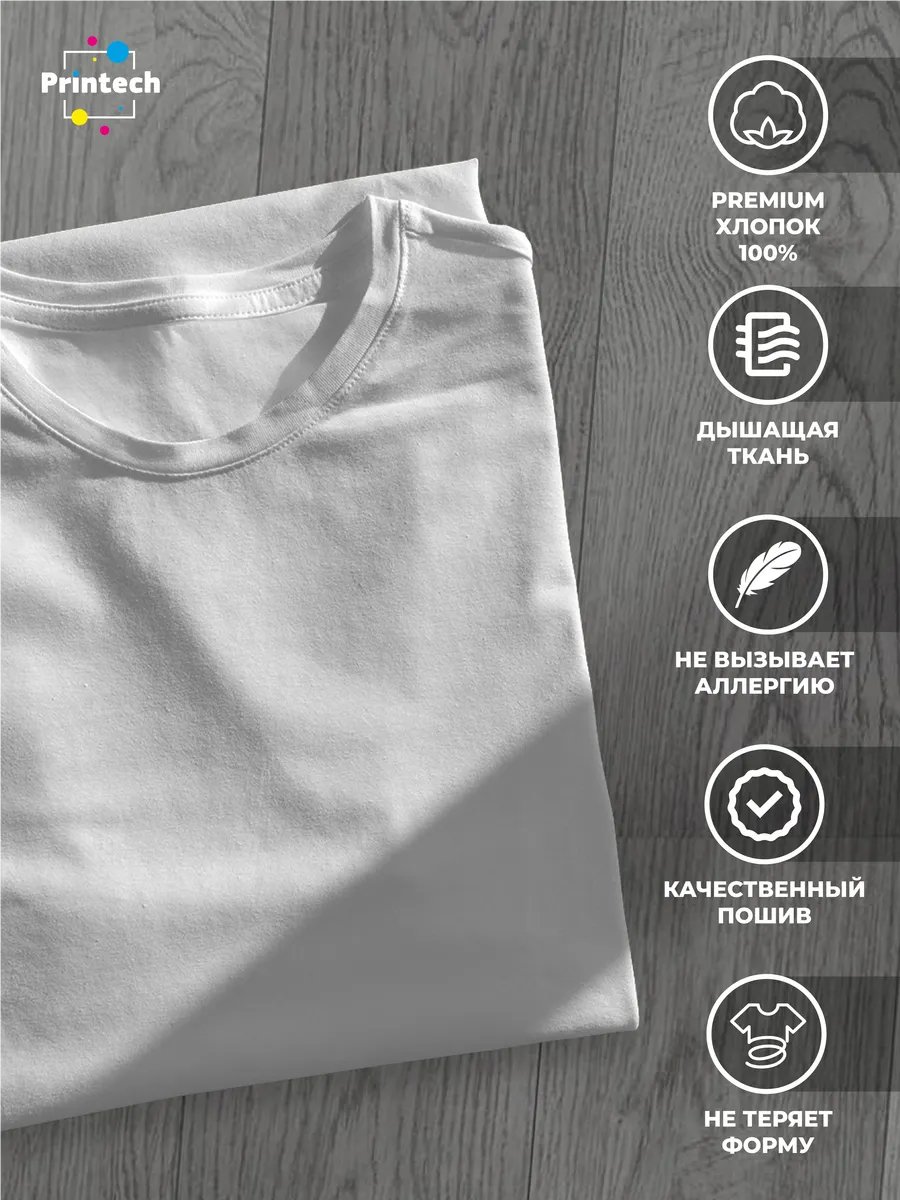 Printech
PREMIUM
ХЛОПОК
100%
ДЫШАЩАЯ
ТКАНЬ
НЕ ВЫЗЫВАЕТ
АЛЛЕРГИЮ
КАЧЕСТВЕННЫЙ
ПОШИВ
НЕ ТЕРЯЕТ
ФОРМУ